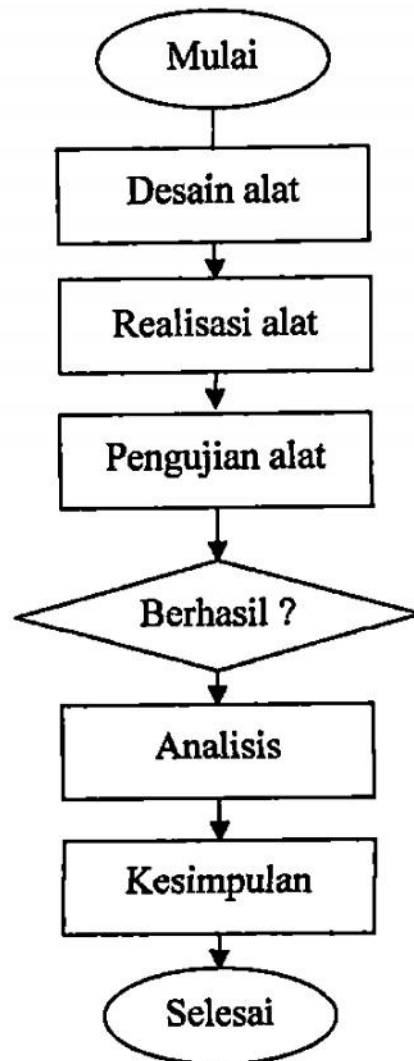 Mulai
Desain alat
Realisasi alat
Pengujian alat
Berhasil ?
Analisis
Kesimpulan
Selesai